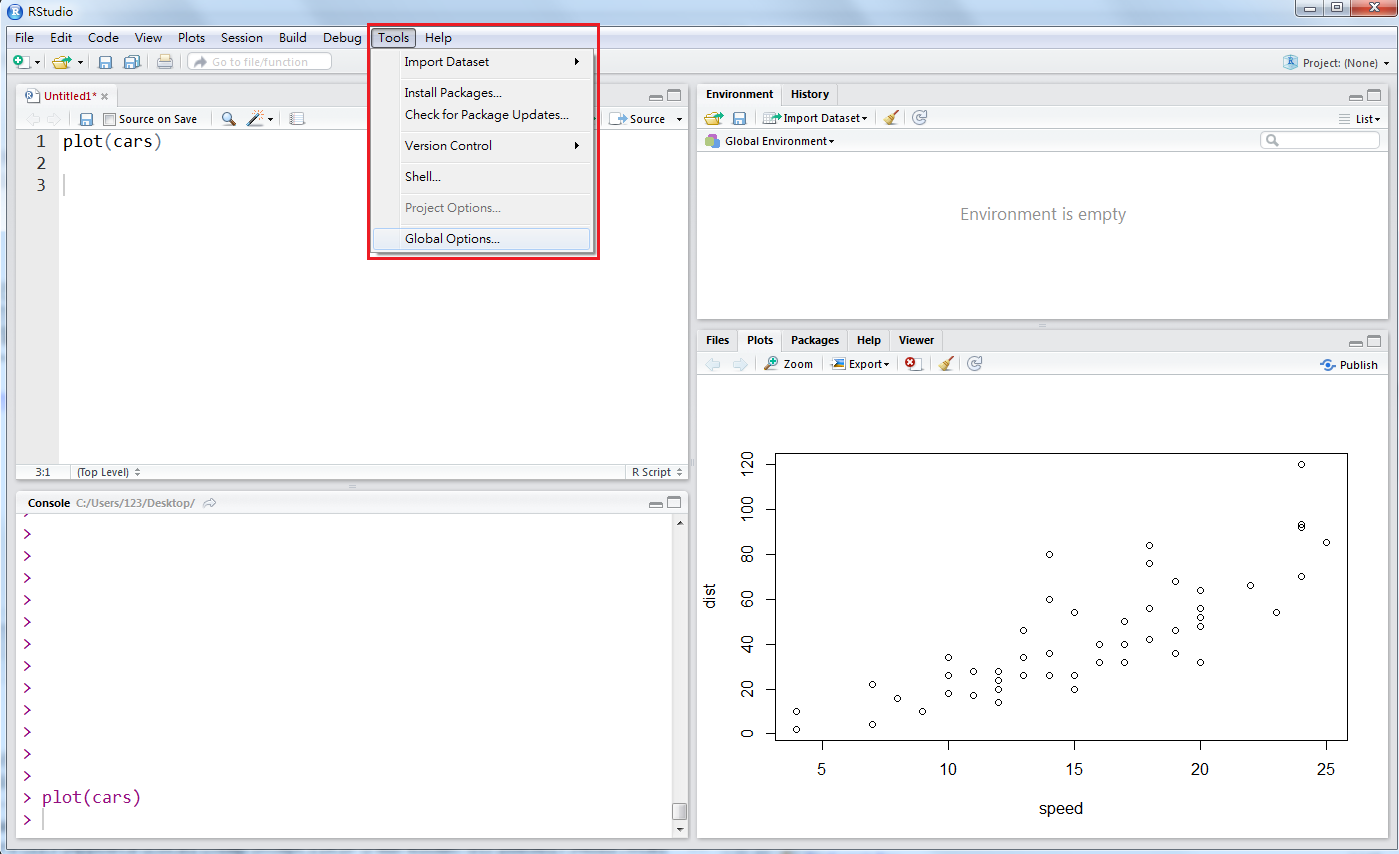 RStudio
File Edit Code View Plots Session Build Debug Tools Help
Go to file/function
Project: (None)
Import Dataset
Install Packages...
Check for Package Updates...
Version Control
Shell...
Project Options...
Global Options...
Untitled1*
Source on Save
Source
1 plot(cars)
2
3
3:1 (Top Level)
R Script
Console C:/Users/123/Desktop/
>
>
>
>
>
>
>
>
>
>
>
>
> plot(cars)
>
Environment History
Import Dataset
List
Global Environment
Environment is empty
Files Plots Packages Help Viewer
Zoom Export
Publish
dist
120
100
80
60
40
20
0
5 10 15 20 25
speed